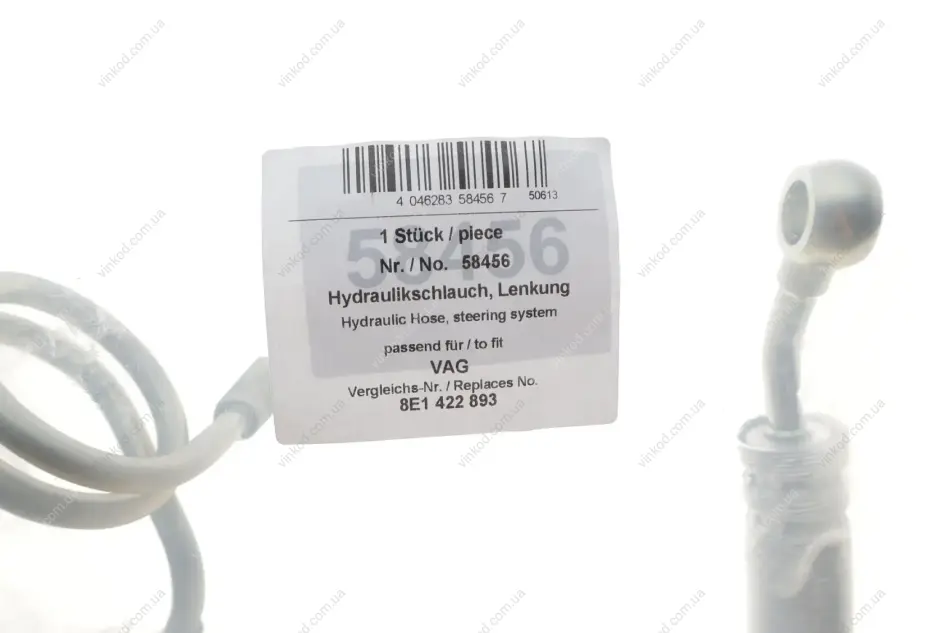 4 046283 58456 7 50613
58456
1 Stück / piece
Nr. / No. 58456
Hydraulikschlauch, Lenkung
Hydraulic Hose, steering system
passend für / to fit
VAG
Vergleichs-Nr. / Replaces No.
8E1 422 893
vinkod.com.ua